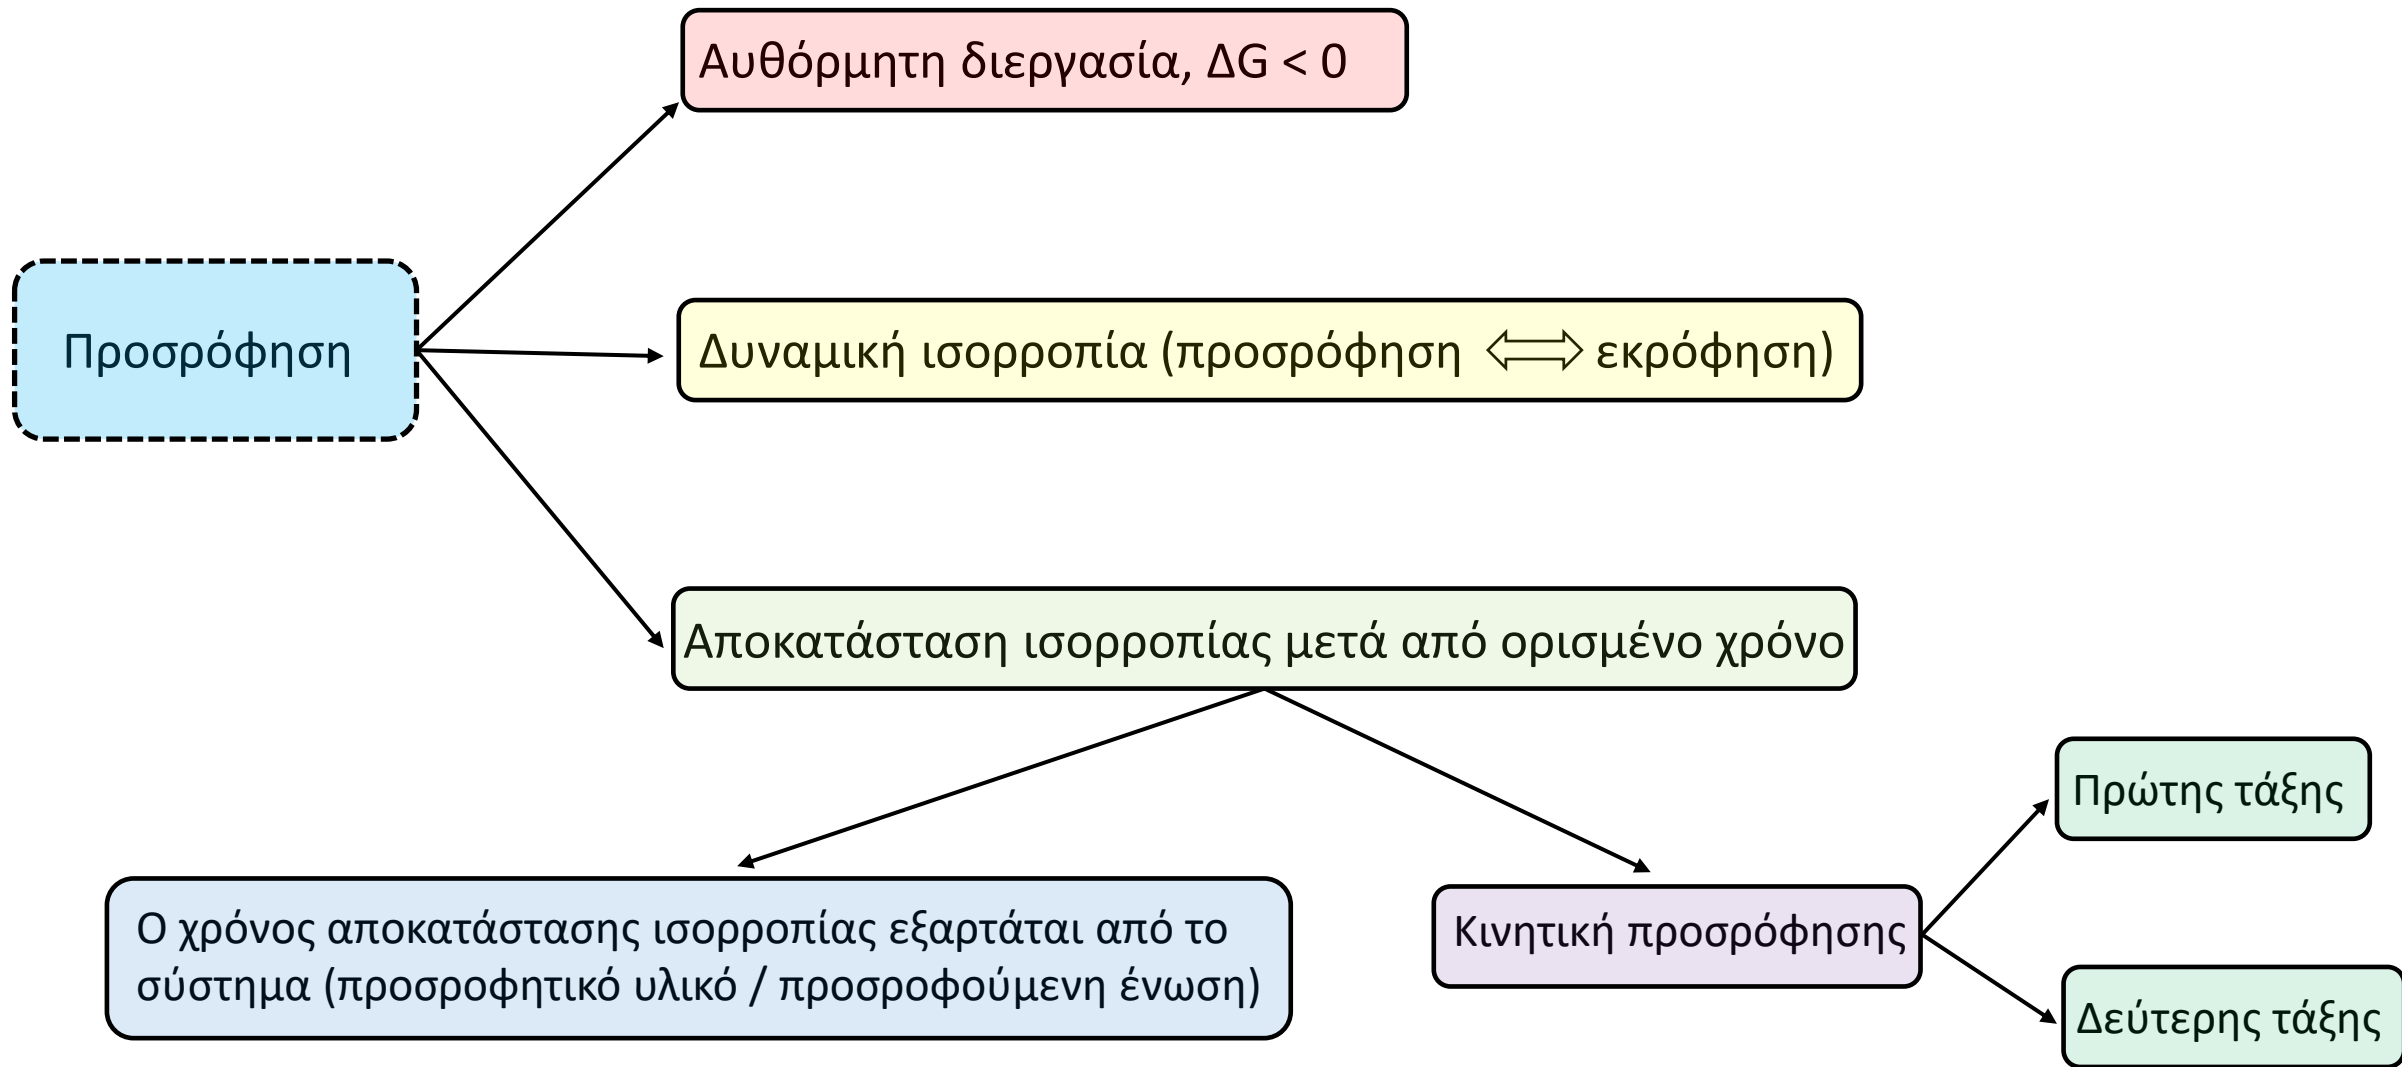 Αυθόρμητη διεργασία, ΔG < 0
Προσρόφηση
Δυναμική ισορροπία (προσρόφηση ⟺ εκρόφηση)
Αποκατάσταση ισορροπίας μετά από ορισμένο χρόνο
Πρώτης τάξης
Ο χρόνος αποκατάστασης ισορροπίας εξαρτάται από το
σύστημα (προσροφητικό υλικό / προσροφούμενη ένωση)
Κινητική προσρόφησης
Δεύτερης τάξης